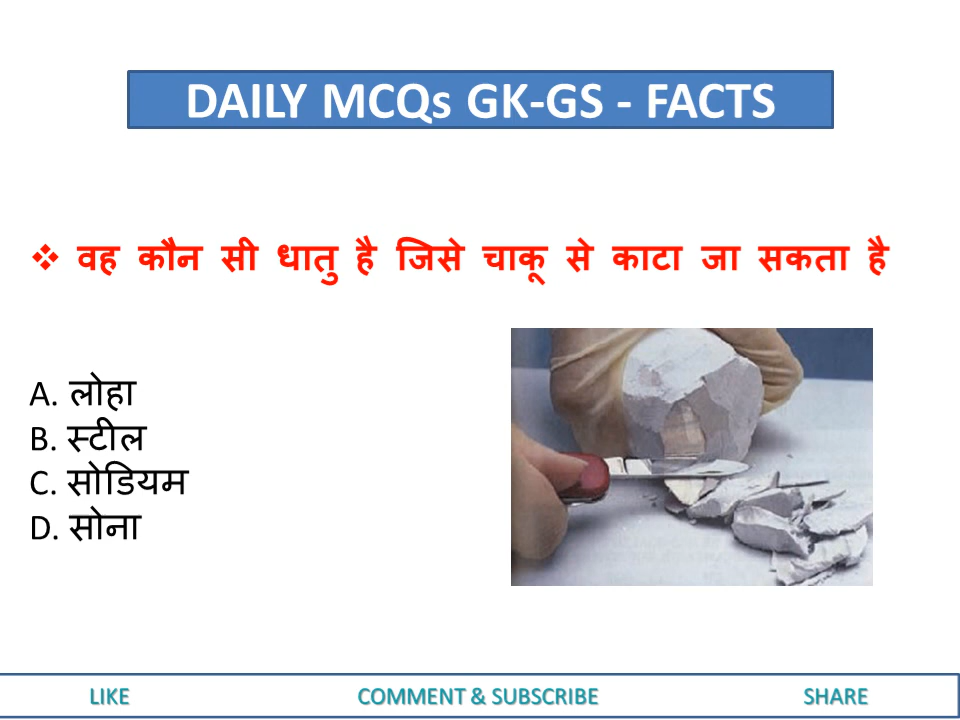 DAILY MCQs GK-GS - FACTS
❖ वह कौन सी धातु है जिसे चाकू से काटा जा सकता है
A. लोहा
B. स्टील
C. सोडियम
D. सोना
LIKE COMMENT & SUBSCRIBE SHARE